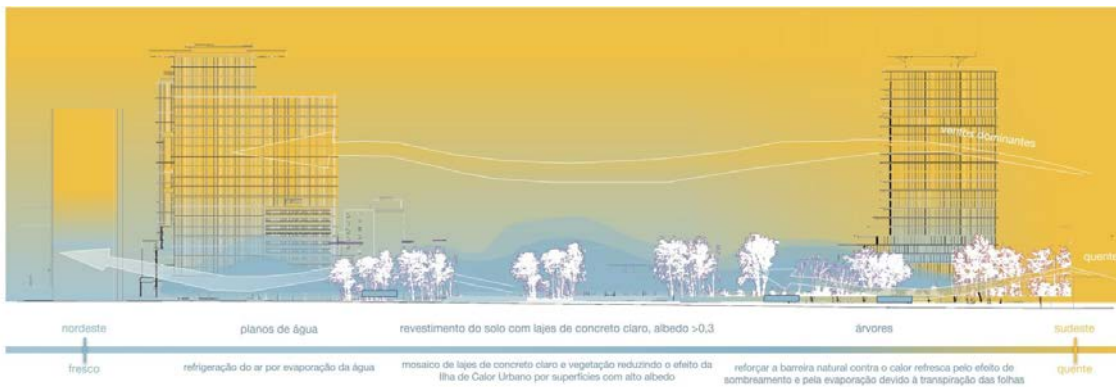 ventos dominantes
quente
nordeste
planos de água
revestimento do solo com lajes de concreto claro, albedo >0,3
árvores
sudeste
fresco
refrigeração do ar por evaporação da água
mosaico de lajes de concreto claro e vegetação reduzindo o efeito da
Ilha de Calor Urbano por superfícies com alto albedo
reforçar a barreira natural contra o calor refresca pelo efeito de
sombreamento e pela evaporação devido à transpiração das folhas
quente